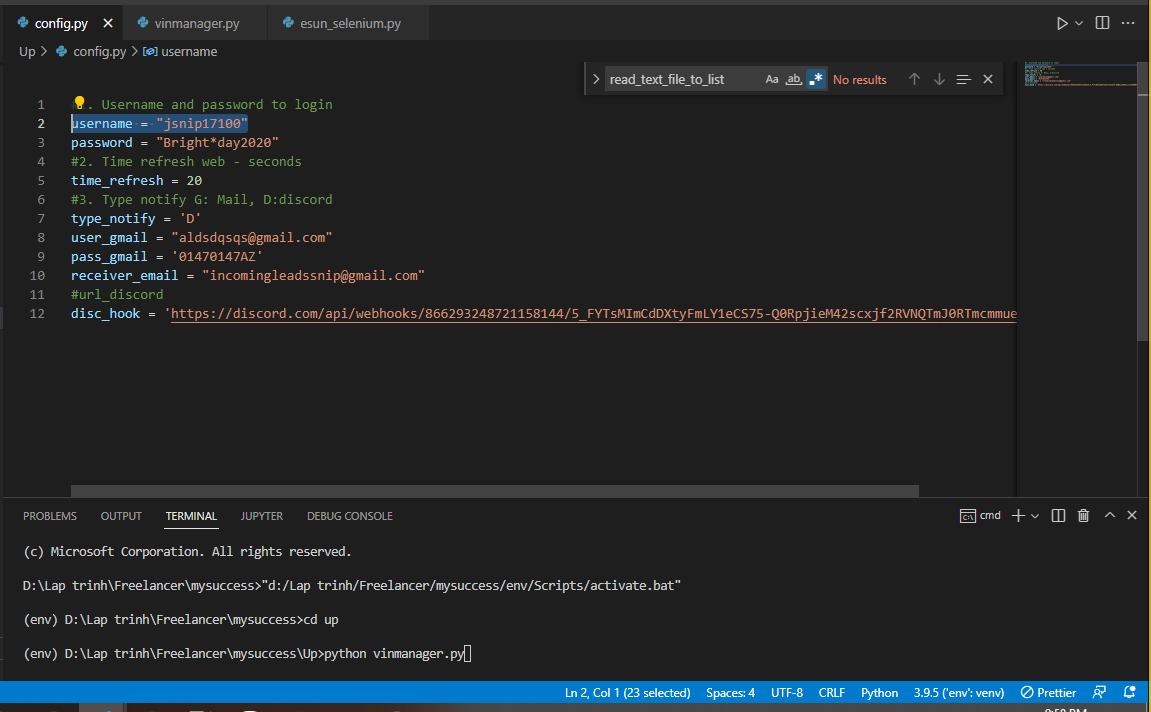 config.py
vinmanager.py
esun_selenium.py
Up > config.py > username
read_text_file_to_list Aa ab .* No results
1 . Username and password to login
2 username = "jsnip17100"
3 password = "Bright*day2020"
4 #2. Time refresh web - seconds
5 time_refresh = 20
6 #3. Type notify G: Mail, D:discord
7 type_notify = 'D'
8 user_gmail = "aldsdqsqs@gmail.com"
9 pass_gmail = '01470147AZ'
10 receiver_email = "incomingleadssnip@gmail.com"
11 #url_discord
12 disc_hook = 'https://discord.com/api/webhooks/866293248721158144/5_FYTsMImCdDXtyFmLY1eCS75-Q0RpjieM42scxjf2RVNQTmJ0RTmcmmue
PROBLEMS OUTPUT TERMINAL JUPYTER DEBUG CONSOLE
cmd
(c) Microsoft Corporation. All rights reserved.
D:\Lap trinh\Freelancer\mysuccess>"d:/Lap trinh/Freelancer/mysuccess/env/Scripts/activate.bat"
(env) D:\Lap trinh\Freelancer\mysuccess>cd up
(env) D:\Lap trinh\Freelancer\mysuccess\Up>python vinmanager.py
Ln 2, Col 1 (23 selected) Spaces: 4 UTF-8 CRLF Python 3.9.5 ('env': venv) Prettier